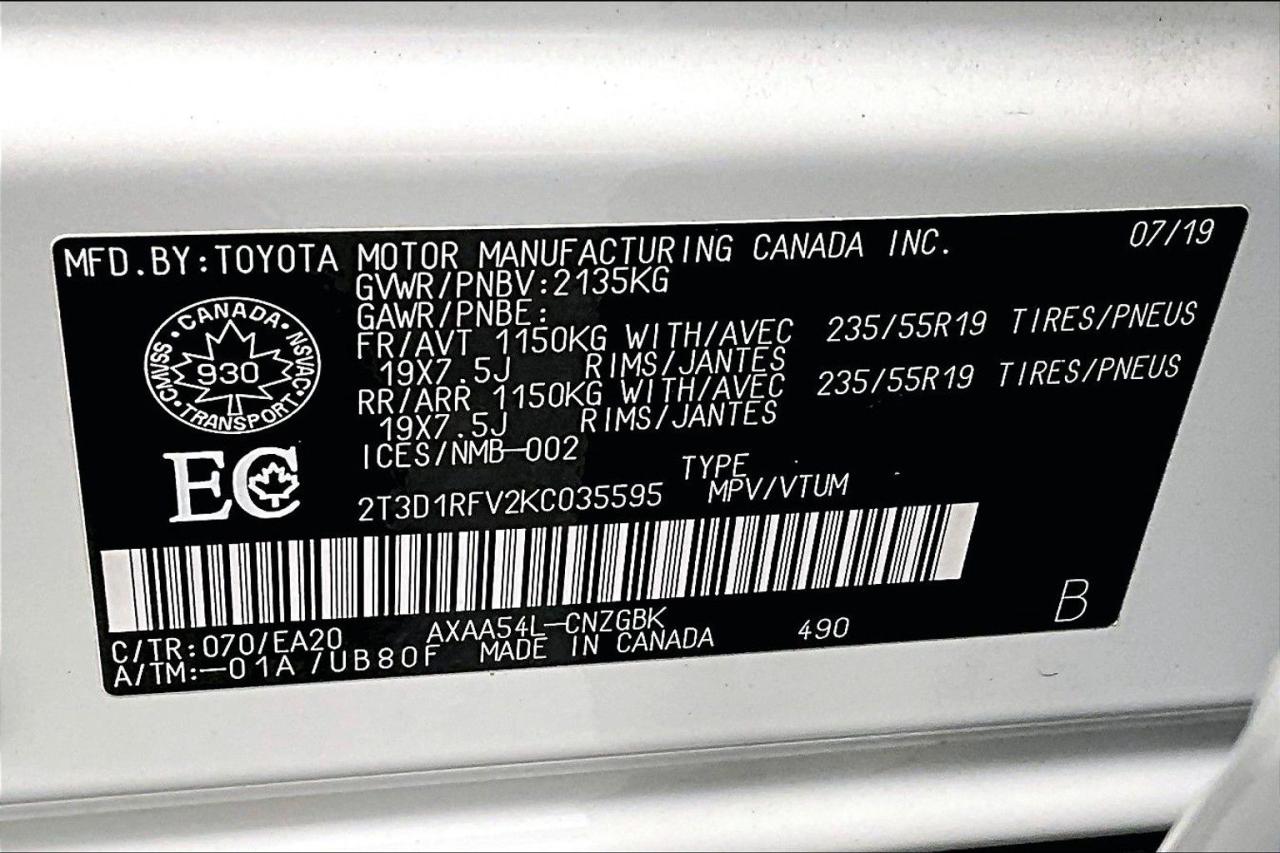 MFD.BY:TOYOTA MOTOR MANUFACTURING CANADA INC. 07/19
GVWR/PNBV:2135KG
GAWR/PNBE:
FR/AVT 1150KG WITH/AVEC 235/55R19 TIRES/PNEUS
19X7.5J RIMS/JANTES
RR/ARR 1150KG WITH/AVEC 235/55R19 TIRES/PNEUS
19X7.5J RIMS/JANTES
ICES/NMB-002
CANADA
CMVSS 930 NSVAC
TRANSPORT
EC
TYPE
2T3D1RFV2KC035595 MPV/VTUM
C/TR:070/EA20 AXAA54L-CNZGBK 490 B
A/TM:-01A /UB80F MADE IN CANADA